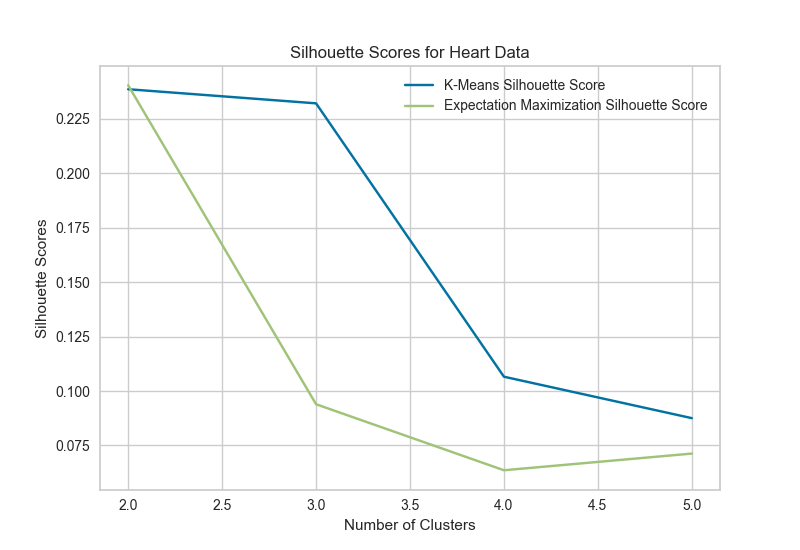 Silhouette Scores for Heart Data
K-Means Silhouette Score
Expectation Maximization Silhouette Score
Silhouette Scores
0.225
0.200
0.175
0.150
0.125
0.100
0.075
2.0 2.5 3.0 3.5 4.0 4.5 5.0
Number of Clusters